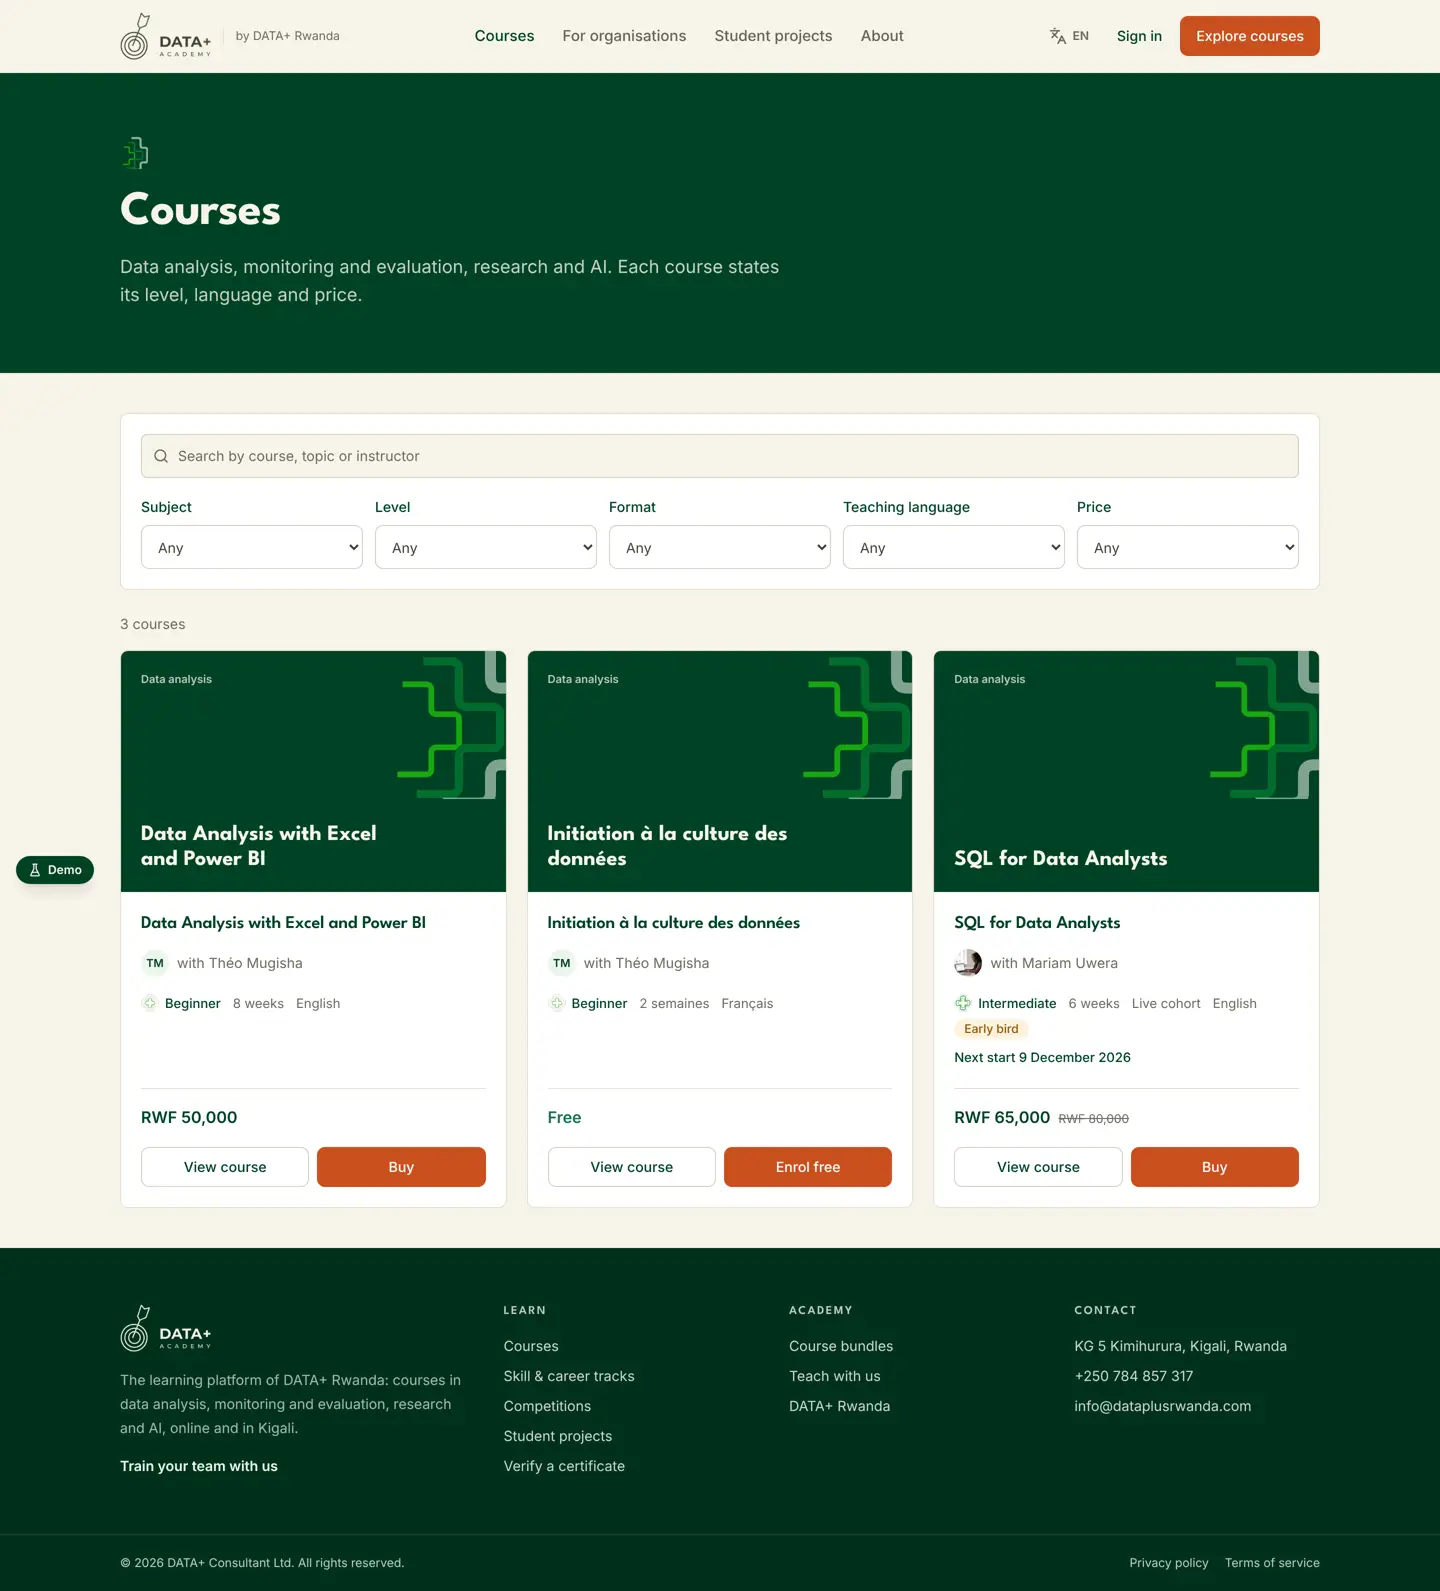 DATA+
ACADEMY
by DATA+ Rwanda
Courses
For organisations
Student projects
About
EN
Sign in
Explore courses
Courses
Data analysis, monitoring and evaluation, research and AI. Each course states
its level, language and price.
Search by course, topic or instructor
Subject
Level
Format
Teaching language
Price
Any
Any
Any
Any
Any
3 courses
Data analysis
Data Analysis with Excel
and Power BI
Data Analysis with Excel and Power BI
TM with Théo Mugisha
Beginner 8 weeks English
RWF 50,000
View course
Buy
Data analysis
Initiation à la culture des
données
Initiation à la culture des données
TM with Théo Mugisha
Beginner 2 semaines Français
Free
View course
Enrol free
Data analysis
SQL for Data Analysts
SQL for Data Analysts
with Mariam Uwera
Intermediate 6 weeks Live cohort English
Early bird
Next start 9 December 2026
RWF 65,000 RWF 80,000
View course
Buy
Demo
DATA+
ACADEMY
The learning platform of DATA+ Rwanda: courses in
data analysis, monitoring and evaluation, research
and AI, online and in Kigali.
Train your team with us
LEARN
Courses
Skill & career tracks
Competitions
Student projects
Verify a certificate
ACADEMY
Course bundles
Teach with us
DATA+ Rwanda
CONTACT
KG 5 Kimihurura, Kigali, Rwanda
+250 784 857 317
info@dataplusrwanda.com
© 2026 DATA+ Consultant Ltd. All rights reserved.
Privacy policy
Terms of service